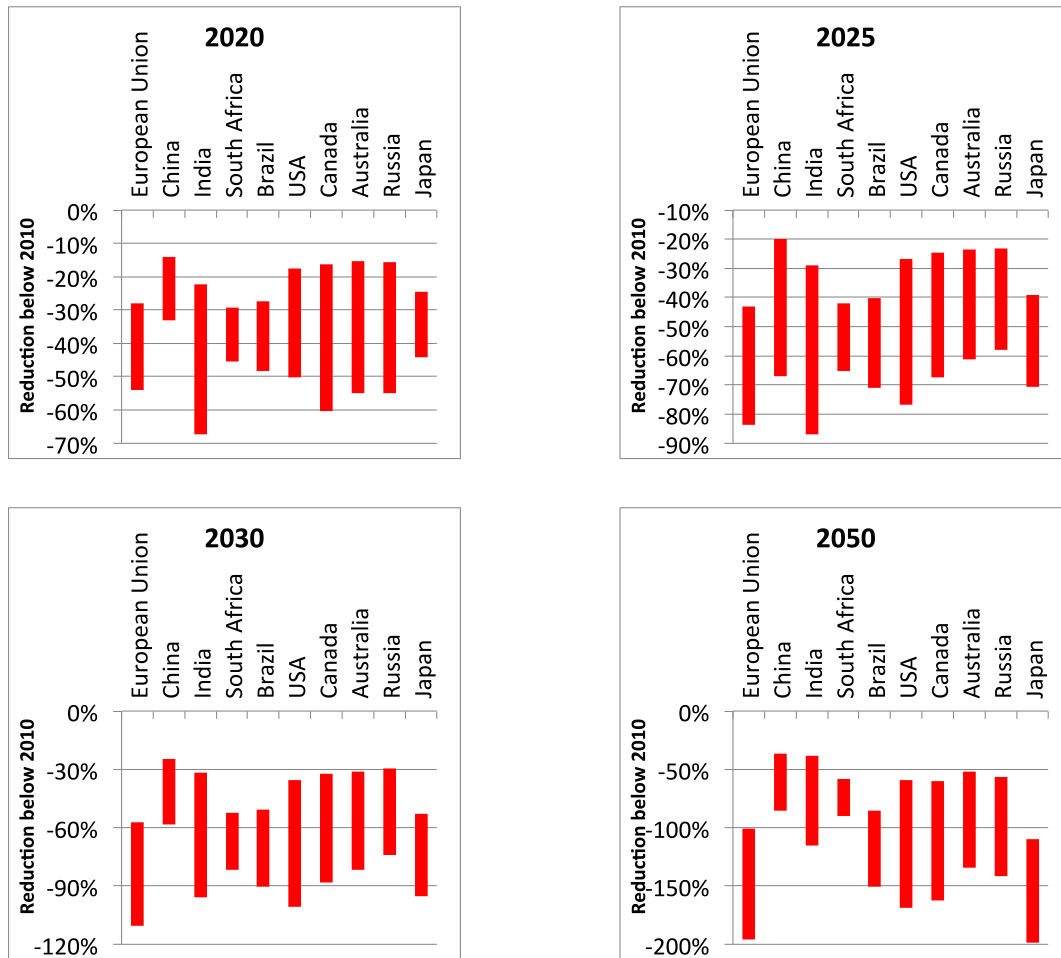 2020
European Union
China
India
South Africa
Brazil
USA
Canada
Australia
Russia
Japan
Reduction below 2010
0%
-10%
-20%
-30%
-40%
-50%
-60%
-70%
2025
European Union
China
India
South Africa
Brazil
USA
Canada
Australia
Russia
Japan
Reduction below 2010
-10%
-20%
-30%
-40%
-50%
-60%
-70%
-80%
-90%
2030
European Union
China
India
South Africa
Brazil
USA
Canada
Australia
Russia
Japan
Reduction below 2010
0%
-30%
-60%
-90%
-120%
2050
European Union
China
India
South Africa
Brazil
USA
Canada
Australia
Russia
Japan
Reduction below 2010
0%
-50%
-100%
-150%
-200%